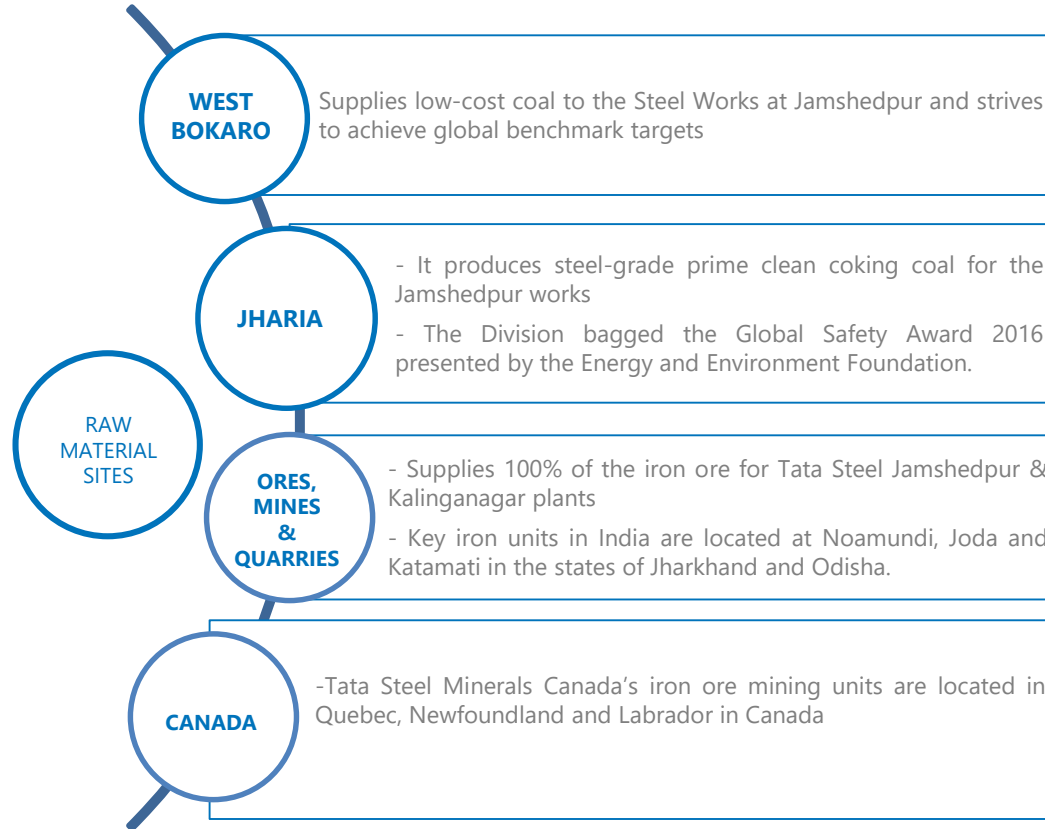 WEST
BOKARO
Supplies low-cost coal to the Steel Works at Jamshedpur and strives
to achieve global benchmark targets
JHARIA
- It produces steel-grade prime clean coking coal for the
Jamshedpur works
- The Division bagged the Global Safety Award 2016
presented by the Energy and Environment Foundation.
RAW
MATERIAL
SITES
ORES,
MINES
&
QUARRIES
- Supplies 100% of the iron ore for Tata Steel Jamshedpur &
Kalinganagar plants
- Key iron units in India are located at Noamundi, Joda and
Katamati in the states of Jharkhand and Odisha.
CANADA
-Tata Steel Minerals Canada’s iron ore mining units are located in
Quebec, Newfoundland and Labrador in Canada